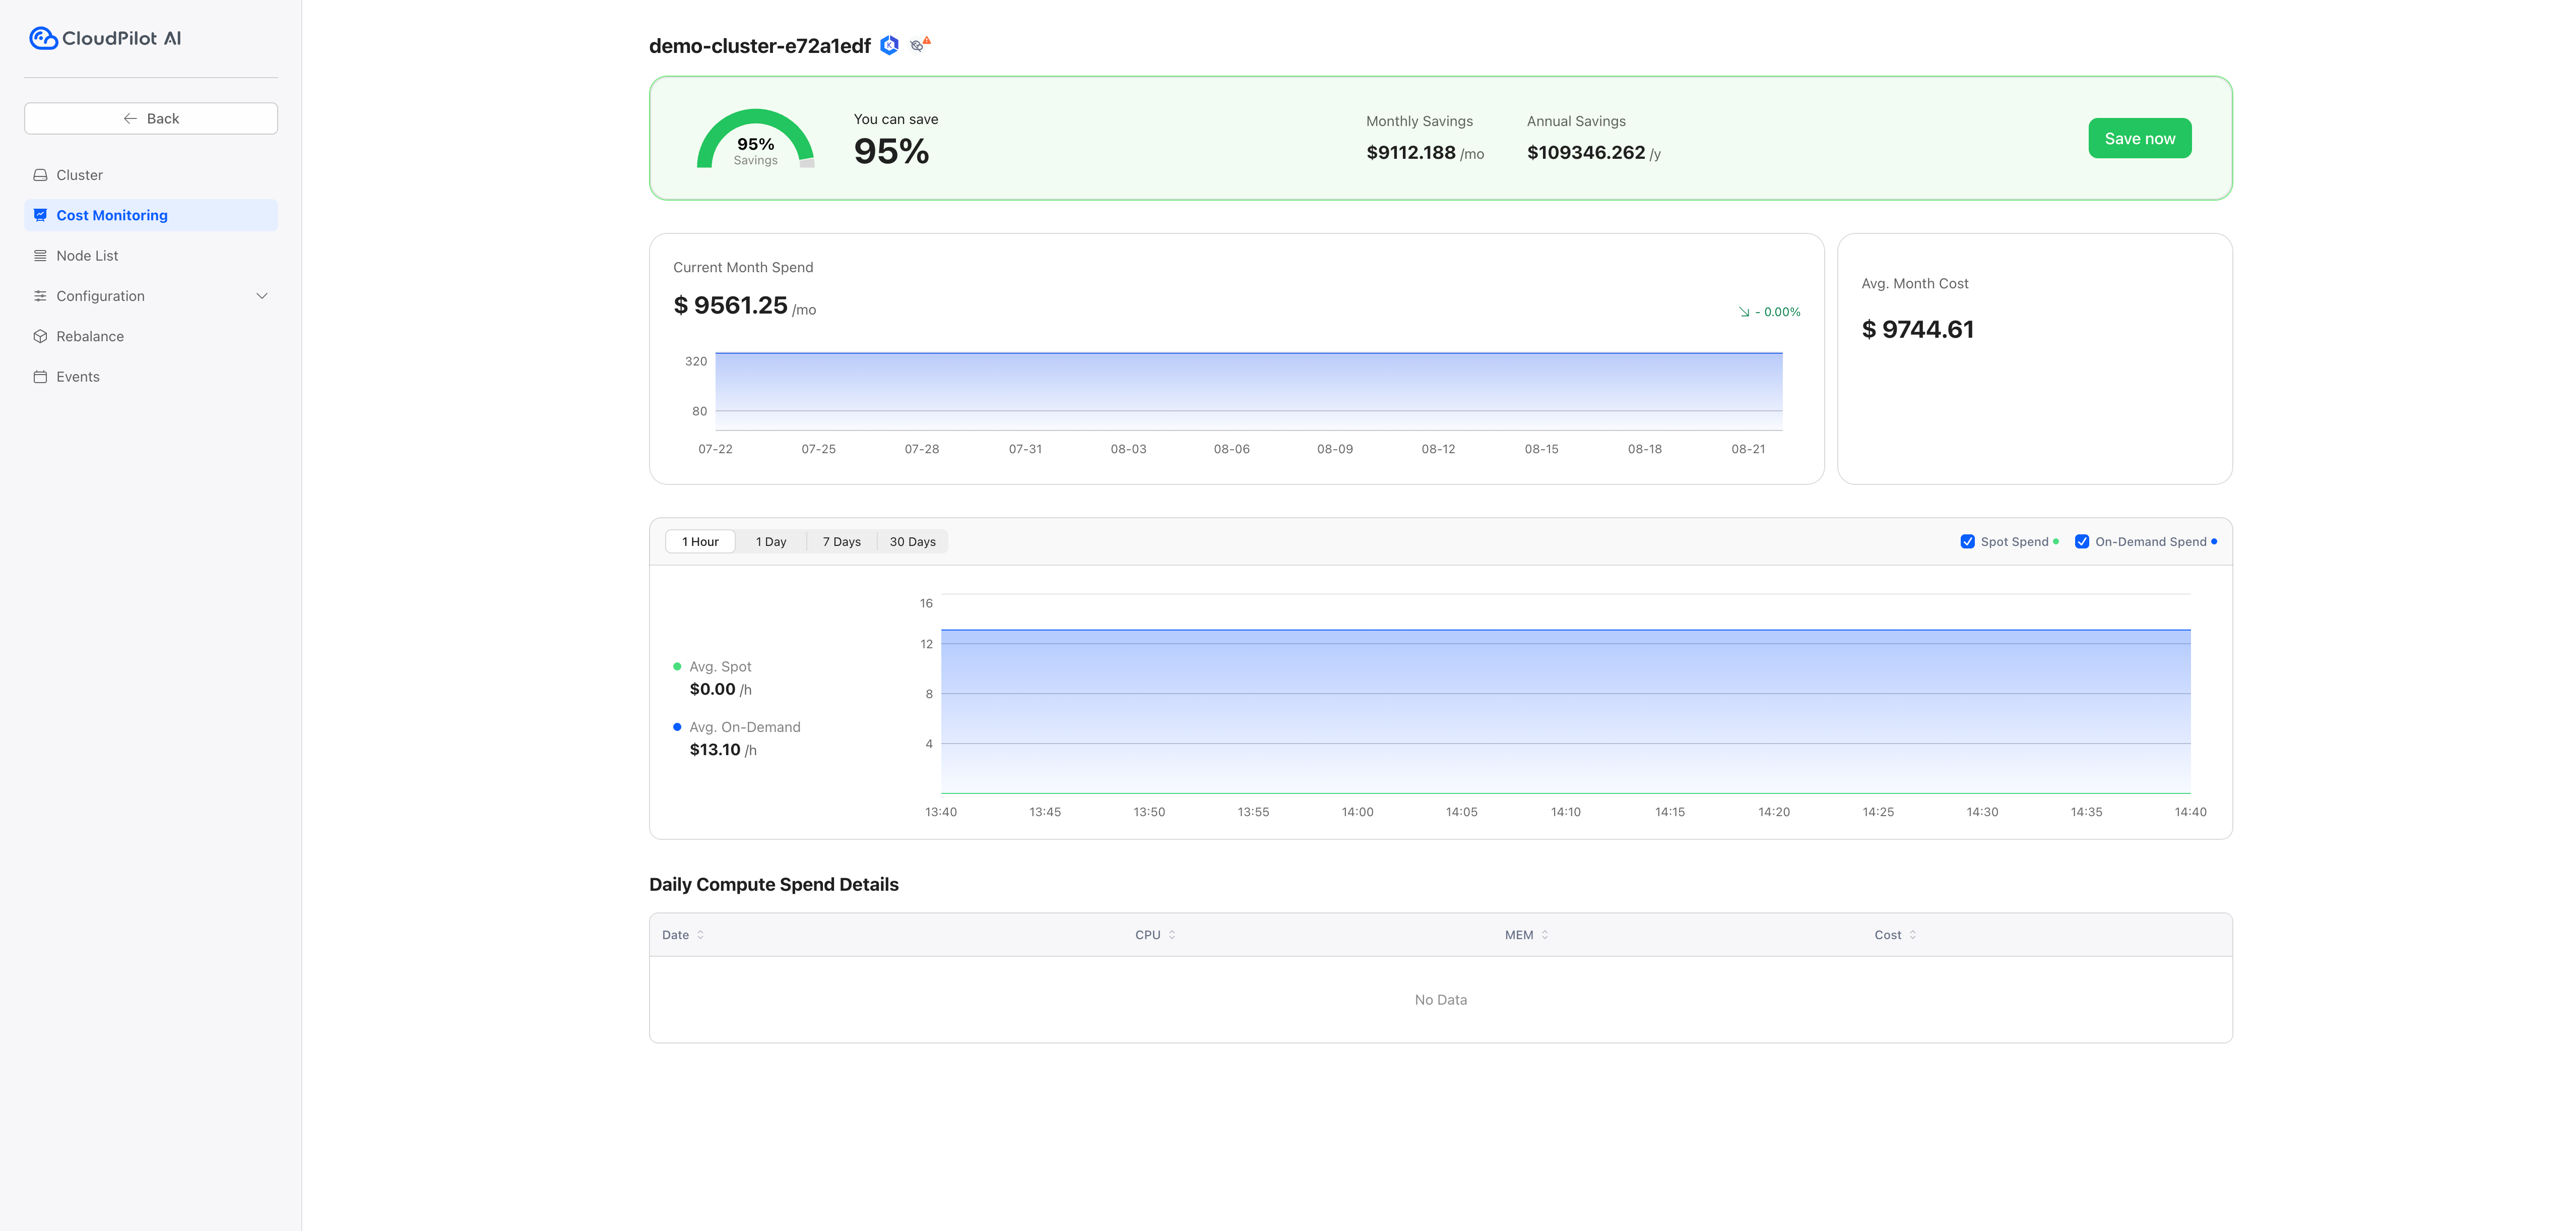 CloudPilot AI
Back
Cluster
Cost Monitoring
Node List
Configuration
Rebalance
Events
demo-cluster-e72a1edf
95%
Savings
You can save
95%
Monthly Savings
$9112.188 /mo
Annual Savings
$109346.262 /y
Save now
Current Month Spend
$ 9561.25 /mo
- 0.00%
320
80
07-22 07-25 07-28 07-31 08-03 08-06 08-09 08-12 08-15 08-18 08-21
Avg. Month Cost
$ 9744.61
1 Hour 1 Day 7 Days 30 Days
Spot Spend On-Demand Spend
Avg. Spot
$0.00 /h
Avg. On-Demand
$13.10 /h
16
12
8
4
13:40 13:45 13:50 13:55 14:00 14:05 14:10 14:15 14:20 14:25 14:30 14:35 14:40
Daily Compute Spend Details
Date CPU MEM Cost
No Data